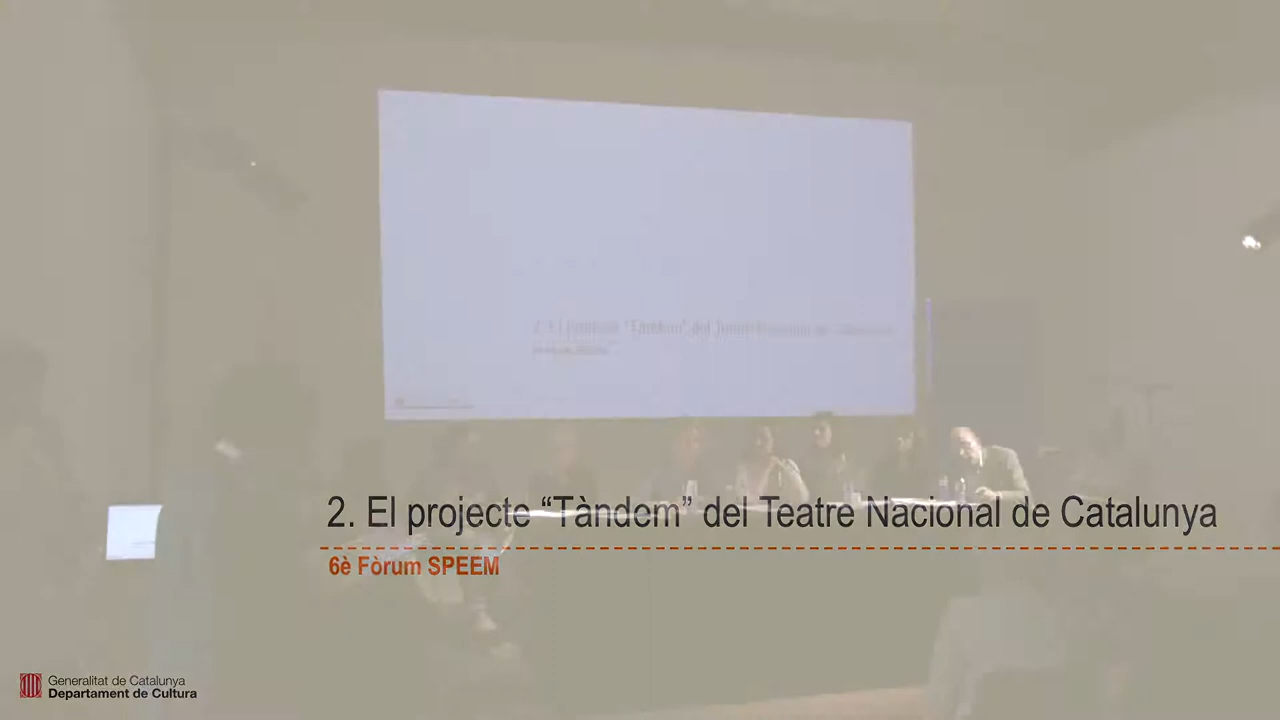 2. El projecte “Tàndem” del Teatre Nacional de Catalunya
6è Fòrum SPEEM
Generalitat de Catalunya
Departament de Cultura